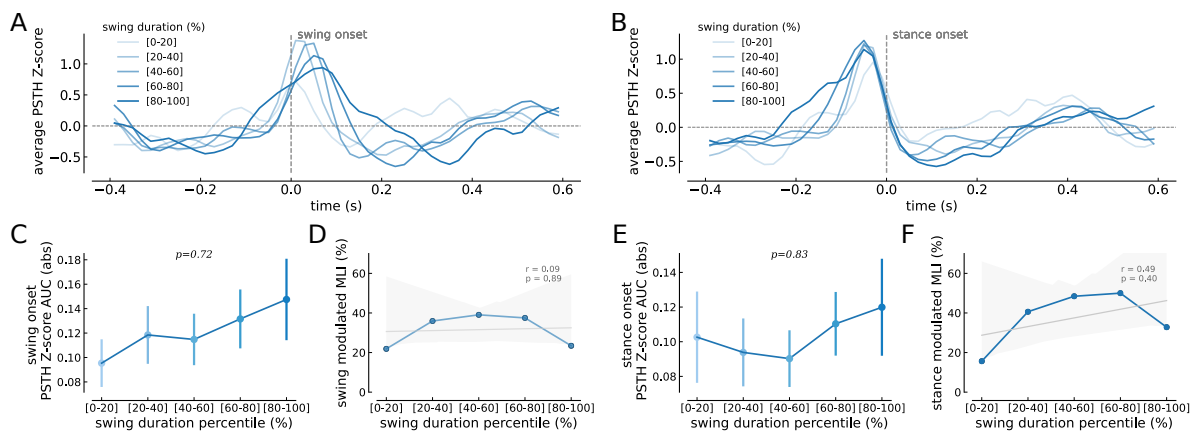 A
swing duration (%)
[0-20]
[20-40]
[40-60]
[60-80]
[80-100]
swing onset
average PSTH Z-score
1.0
0.5
0.0
−0.5
−0.4
−0.2
0.0
0.2
0.4
0.6
time (s)
B
swing duration (%)
[0-20]
[20-40]
[40-60]
[60-80]
[80-100]
stance onset
average PSTH Z-score
1.0
0.5
0.0
−0.5
−0.4
−0.2
0.0
0.2
0.4
0.6
time (s)
C
p=0.72
swing onset
PSTH Z-score AUC (abs)
0.18
0.16
0.14
0.12
0.10
0.08
[0-20]
[20-40]
[40-60]
[60-80]
[80-100]
swing duration percentile (%)
D
r = 0.09
p = 0.89
swing modulated MLI (%)
60
40
20
0
[0-20]
[20-40]
[40-60]
[60-80]
[80-100]
swing duration percentile (%)
E
p=0.83
stance onset
PSTH Z-score AUC (abs)
0.14
0.12
0.10
0.08
[0-20]
[20-40]
[40-60]
[60-80]
[80-100]
swing duration percentile (%)
F
r = 0.49
p = 0.40
stance modulated MLI (%)
60
40
20
0
[0-20]
[20-40]
[40-60]
[60-80]
[80-100]
swing duration percentile (%)